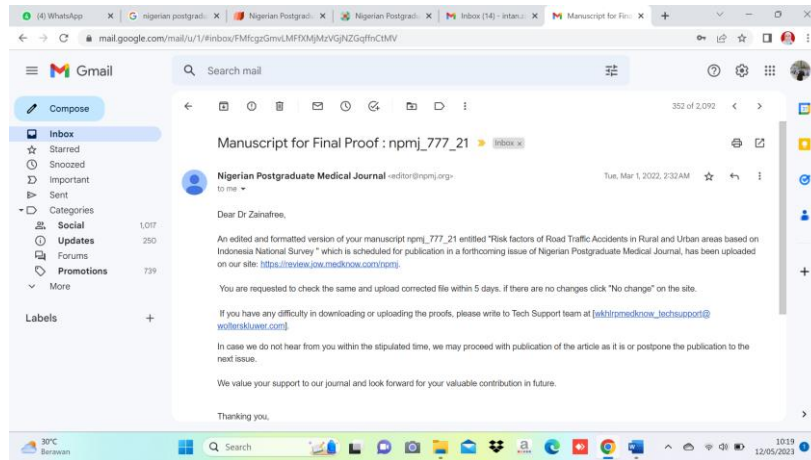 (4) WhatsApp
nigerian postgradu
Nigerian Postgradu
Nigerian Postgradu
Inbox (14) - intan.z
Manuscript for Fina
mail.google.com/mail/u/1/#inbox/FMfcgzGmvLMFfXMjMzVGjNZGqffnCtMV
Gmail
Search mail
Compose
352 of 2,092
Inbox
Starred
Snoozed
Important
Sent
Categories
Social 1,017
Updates 250
Forums
Promotions 739
More
Labels
Manuscript for Final Proof : npmj_777_21 Inbox x
Nigerian Postgraduate Medical Journal <editor@npmj.org> Tue, Mar 1, 2022, 2:32 AM
to me
Dear Dr Zainafree,
An edited and formatted version of your manuscript npmj_777_21 entitled "Risk factors of Road Traffic Accidents in Rural and Urban areas based on
Indonesia National Survey " which is scheduled for publication in a forthcoming issue of Nigerian Postgraduate Medical Journal, has been uploaded
on our site: https://review.jow.medknow.com/npmj.
You are requested to check the same and upload corrected file within 5 days. if there are no changes click "No change" on the site.
If you have any difficulty in downloading or uploading the proofs, please write to Tech Support team at [wkhlrpmedknow_techsupport@
wolterskluwer.com].
In case we do not hear from you within the stipulated time, we may proceed with publication of the article as it is or postpone the publication to the
next issue.
We value your support to our journal and look forward for your valuable contribution in future.
Thanking you,
30°C
Berawan
Search
10:19
12/05/2023